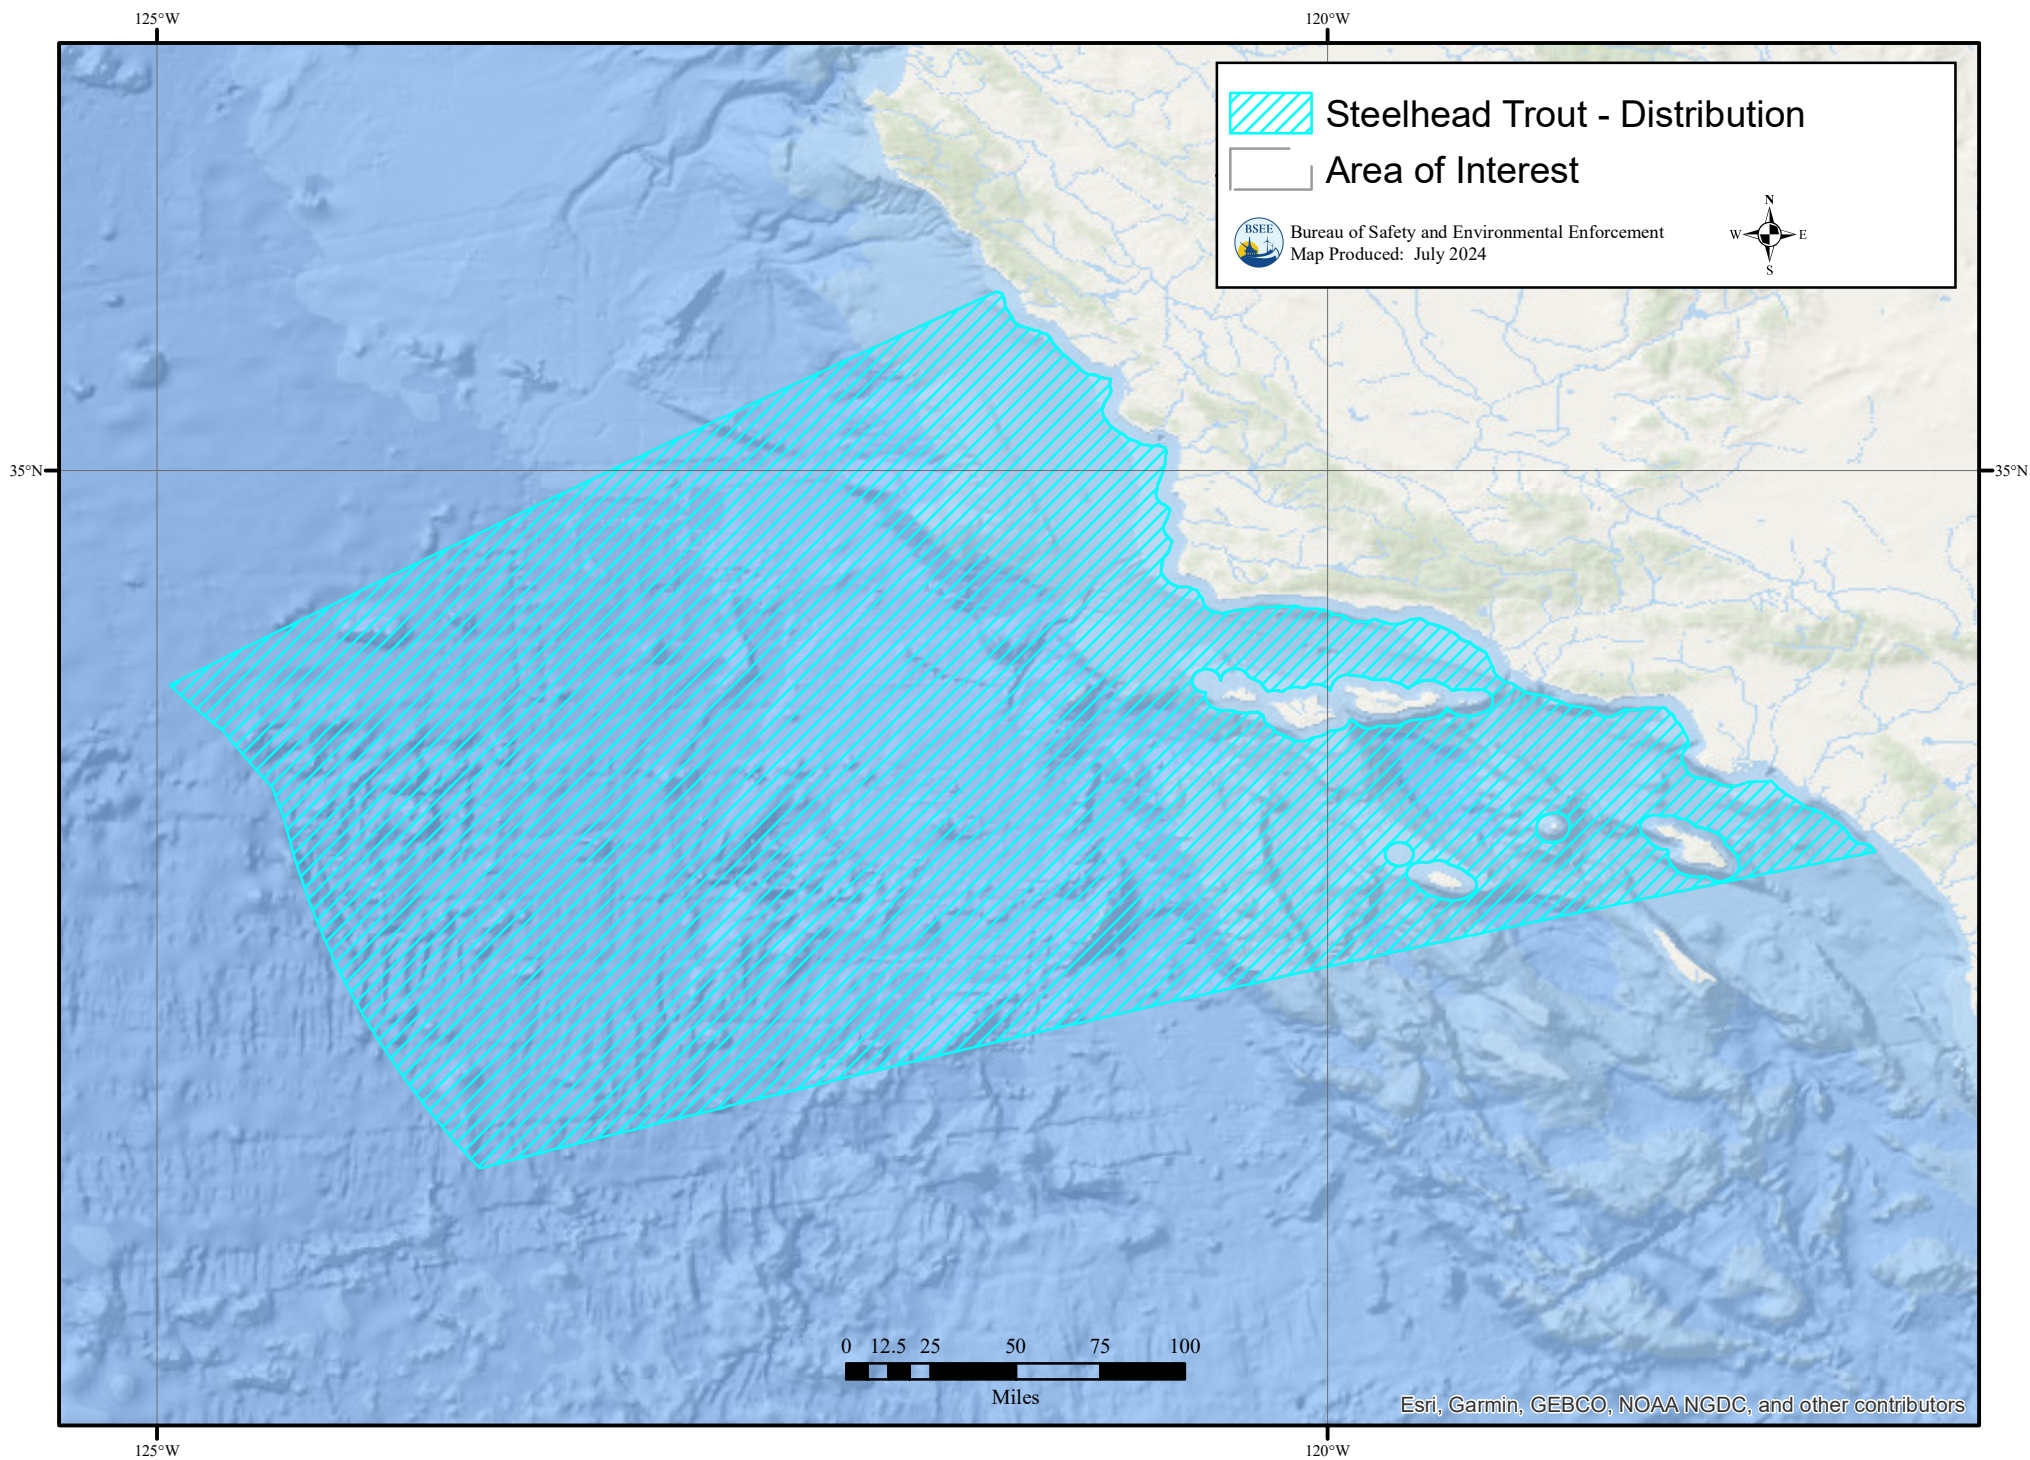 125°W
120°W
Steelhead Trout - Distribution
Area of Interest
BSEE
Bureau of Safety and Environmental Enforcement
Map Produced: July 2024
N
W
E
S
35°N
35°N
0 12.5 25 50 75 100
Miles
Esri, Garmin, GEBCO, NOAA NGDC, and other contributors
125°W
120°W